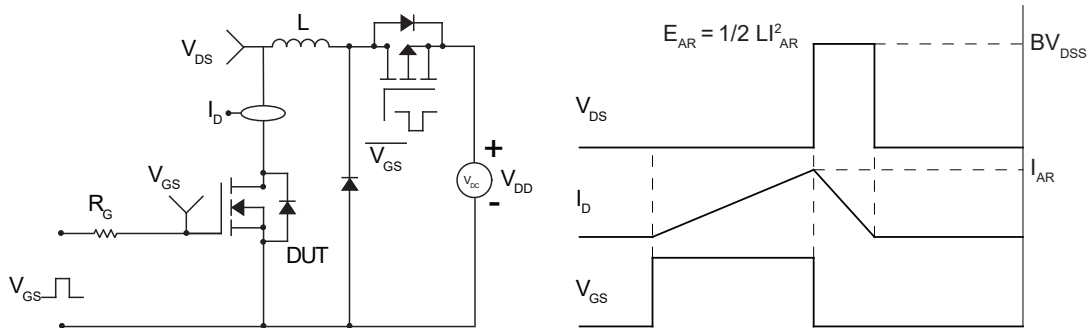 L
V_DS
I_D
V_GS
V_GS
R_G
DUT
V_GS
V_DC
+
-
V_DD
E_AR = 1/2 LI²_AR
BV_DSS
V_DS
I_AR
I_D
V_GS